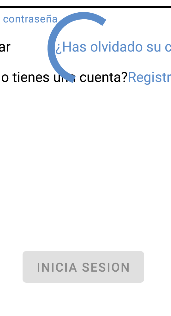 contraseña
ar ¿Has olvidado su c
o tienes una cuenta?Registr
INICIA SESION